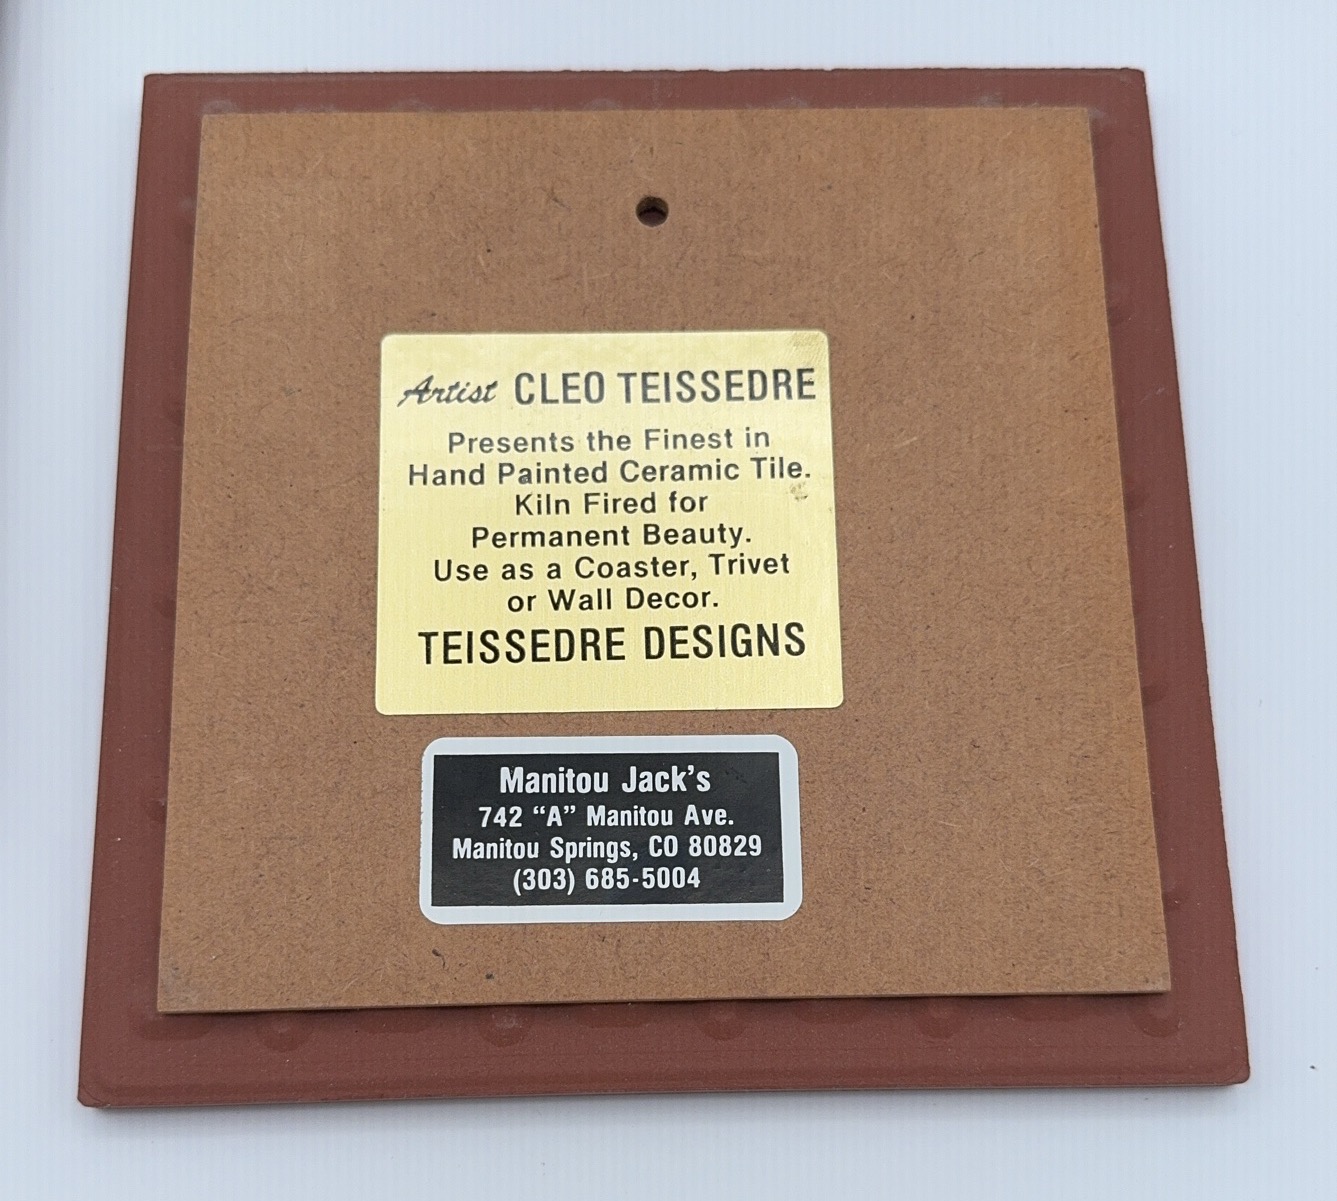 Artist CLEO TEISSEDRE
Presents the Finest in
Hand Painted Ceramic Tile.
Kiln Fired for
Permanent Beauty.
Use as a Coaster, Trivet
or Wall Decor.
TEISSEDRE DESIGNS
Manitou Jack's
742 “A” Manitou Ave.
Manitou Springs, CO 80829
(303) 685-5004